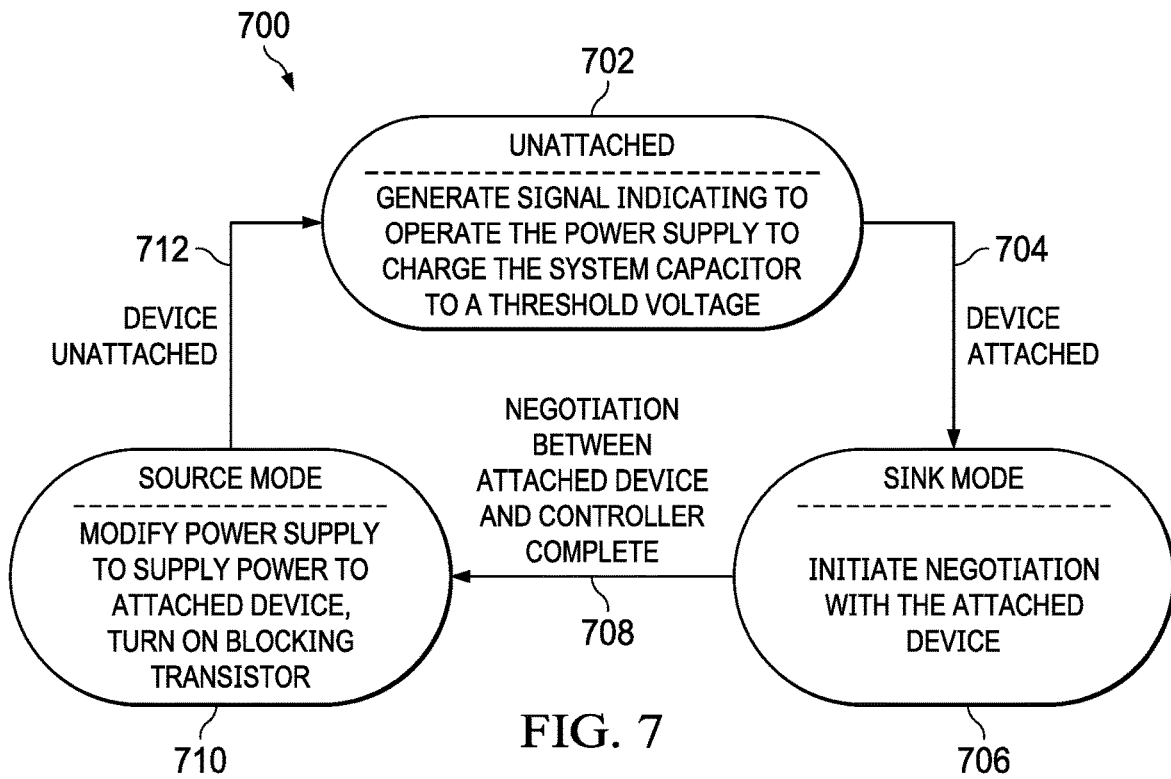 700
702
UNATTACHED
GENERATE SIGNAL INDICATING TO
OPERATE THE POWER SUPPLY TO
CHARGE THE SYSTEM CAPACITOR
TO A THRESHOLD VOLTAGE
712
704
DEVICE
UNATTACHED
DEVICE
ATTACHED
NEGOTIATION
BETWEEN
ATTACHED DEVICE
AND CONTROLLER
COMPLETE
708
SOURCE MODE
MODIFY POWER SUPPLY
TO SUPPLY POWER TO
ATTACHED DEVICE,
TURN ON BLOCKING
TRANSISTOR
710
SINK MODE
INITIATE NEGOTIATION
WITH THE ATTACHED
DEVICE
706
FIG. 7